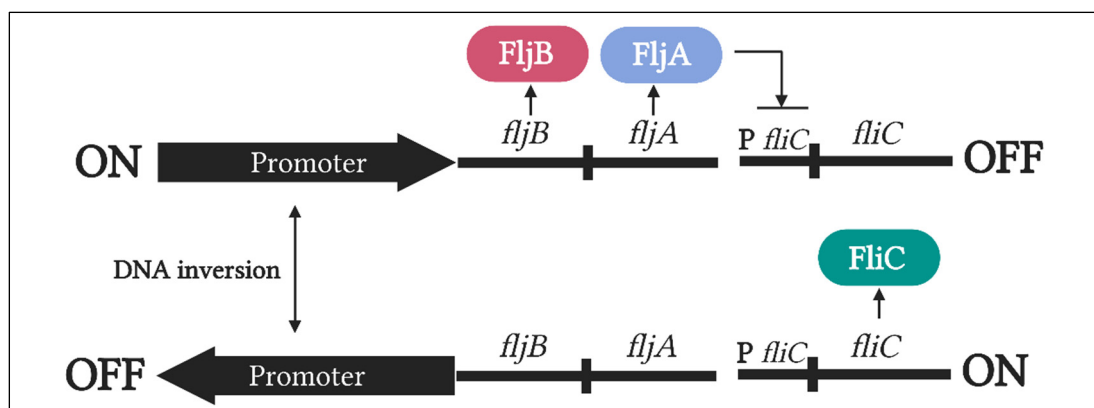 FljB FljA
fljB fljA P fliC fliC
ON Promoter OFF
DNA inversion
FliC
fljB fljA P fliC fliC
OFF Promoter ON